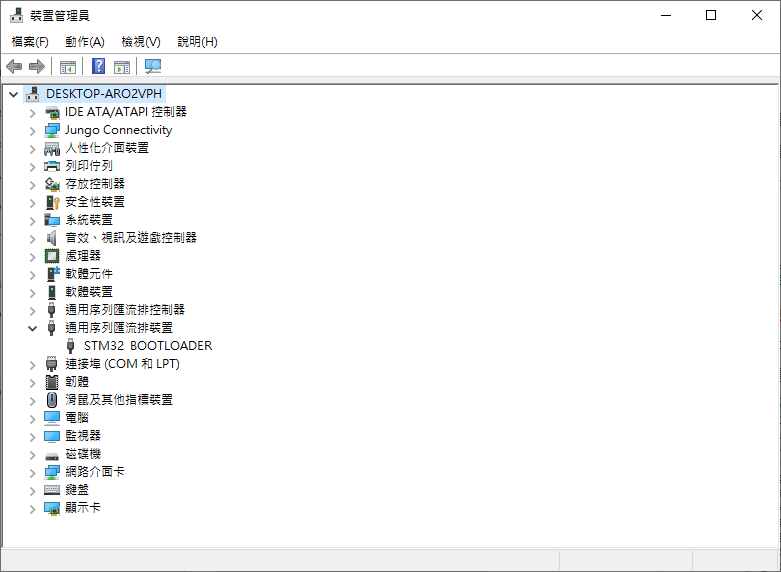 裝置管理員
檔案(F) 動作(A) 檢視(V) 說明(H)
DESKTOP-ARO2VPH
IDE ATA/ATAPI 控制器
Jungo Connectivity
人性化介面裝置
列印佇列
存放控制器
安全性裝置
系統裝置
音效、視訊及遊戲控制器
處理器
軟體元件
軟體裝置
通用序列匯流排控制器
通用序列匯流排裝置
STM32 BOOTLOADER
連接埠 (COM 和 LPT)
韌體
滑鼠及其他指標裝置
電腦
監視器
磁碟機
網路介面卡
鍵盤
顯示卡